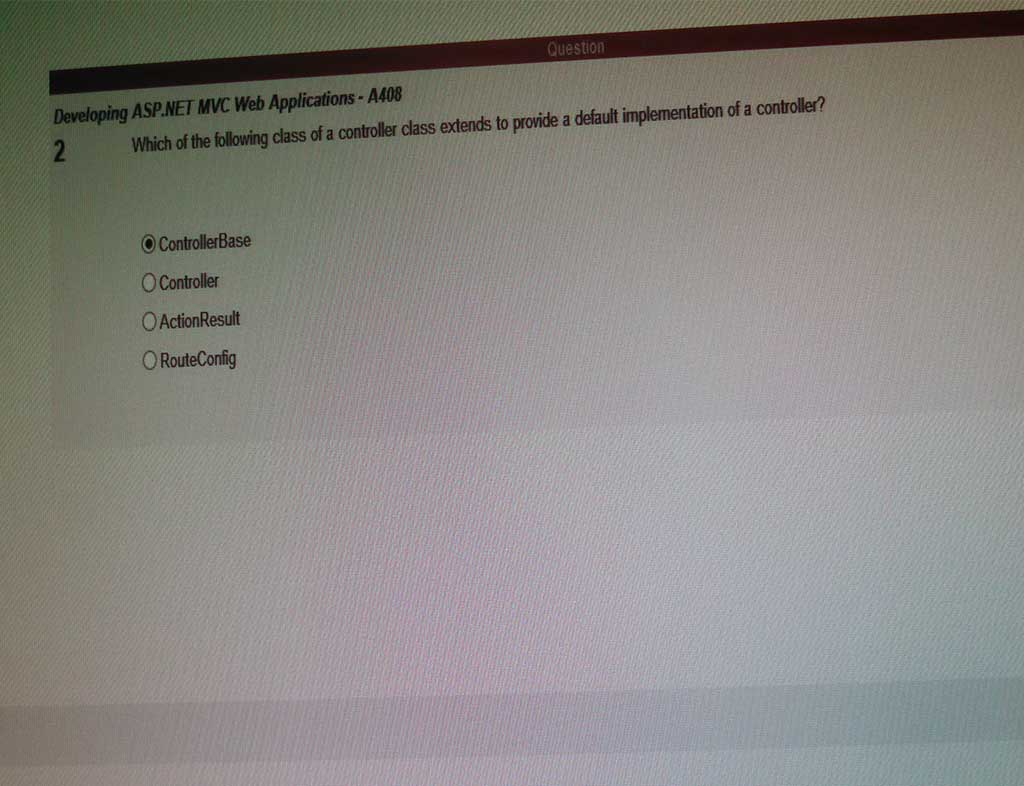 Question
Developing ASP.NET MVC Web Applications - A408
2 Which of the following class of a controller class extends to provide a default implementation of a controller?
ControllerBase
Controller
ActionResult
RouteConfig